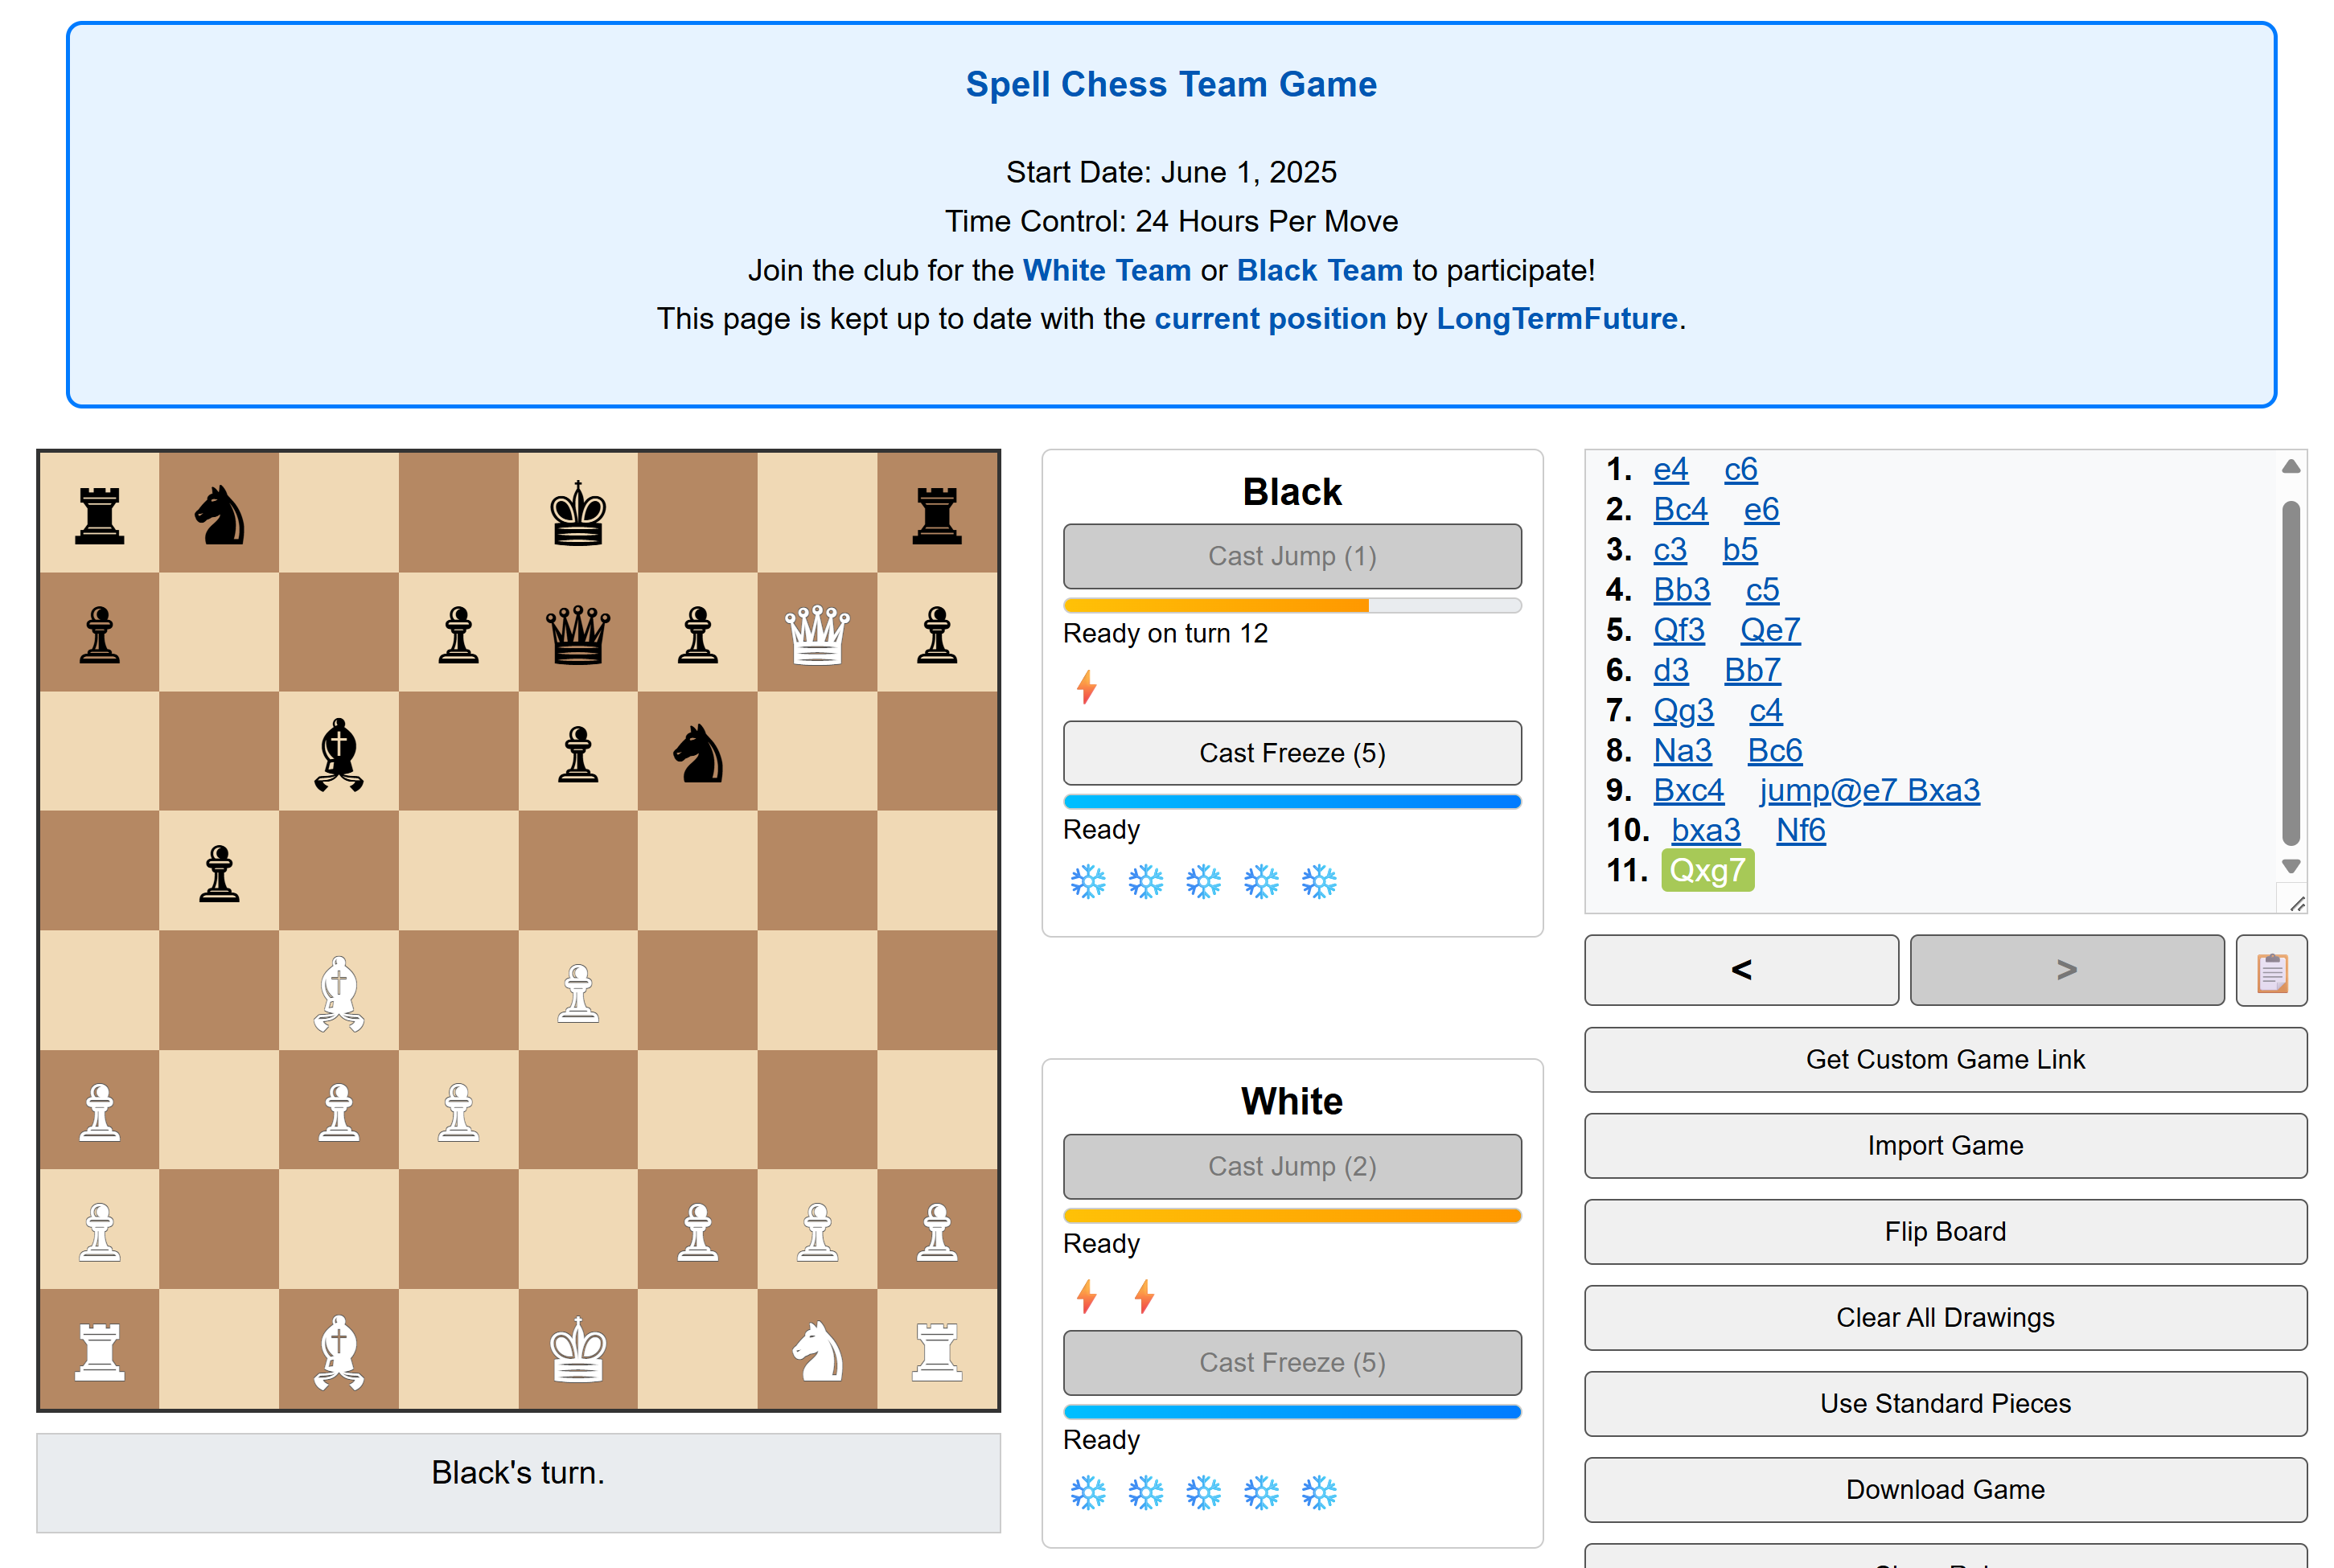 Spell Chess Team Game
Start Date: June 1, 2025
Time Control: 24 Hours Per Move
Join the club for the White Team or Black Team to participate!
This page is kept up to date with the current position by LongTermFuture.
Black's turn.
Black
Cast Jump (1)
Ready on turn 12
Cast Freeze (5)
Ready
White
Cast Jump (2)
Ready
Cast Freeze (5)
Ready
1. e4 c6
2. Bc4 e6
3. c3 b5
4. Bb3 c5
5. Qf3 Qe7
6. d3 Bb7
7. Qg3 c4
8. Na3 Bc6
9. Bxc4 jump@e7 Bxa3
10. bxa3 Nf6
11. Qxg7
< >
Get Custom Game Link
Import Game
Flip Board
Clear All Drawings
Use Standard Pieces
Download Game